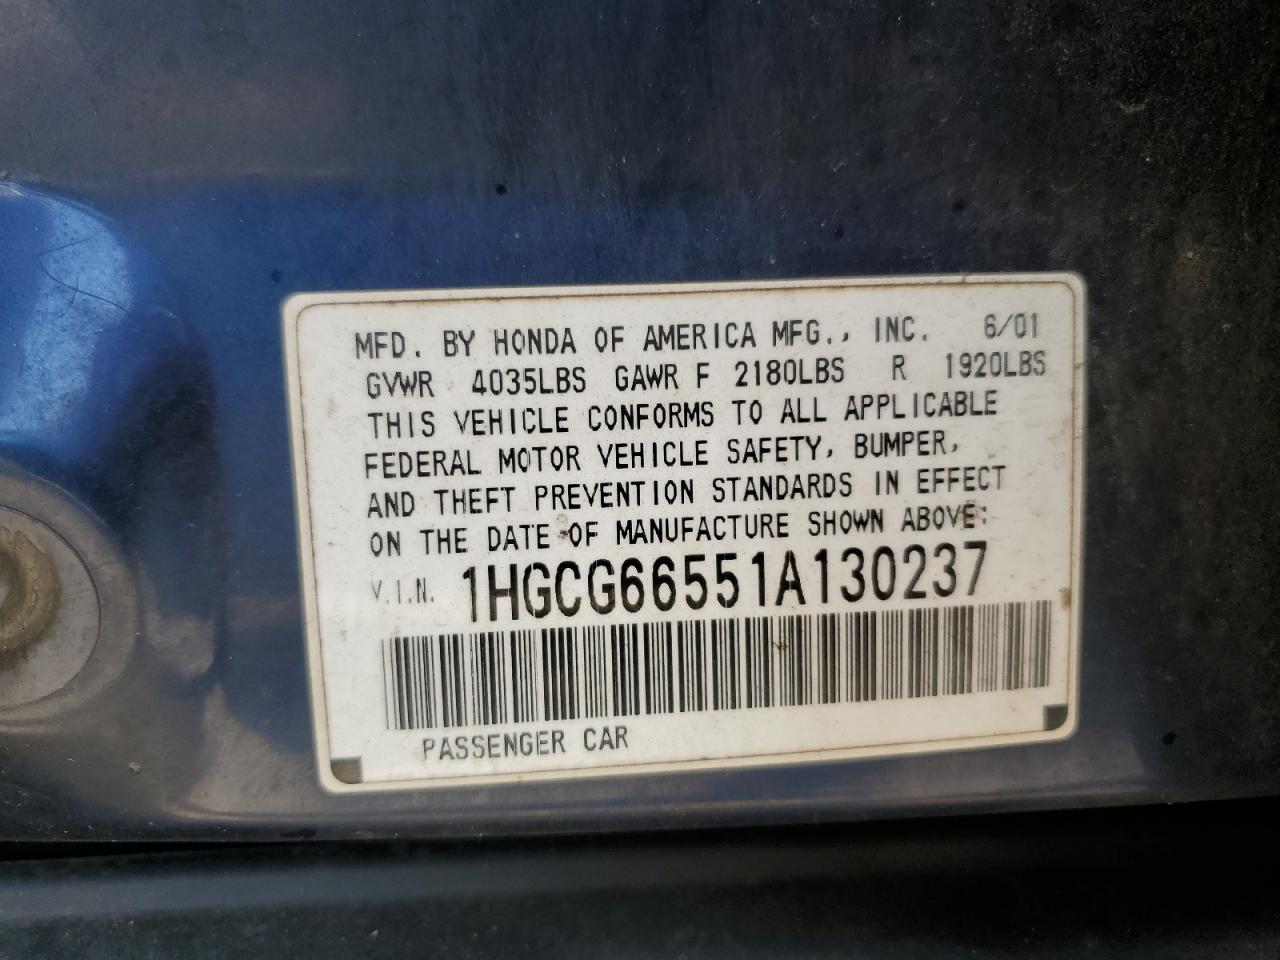 MFD. BY HONDA OF AMERICA MFG., INC. 6/01
GVWR 4035LBS GAWR F 2180LBS R 1920LBS
THIS VEHICLE CONFORMS TO ALL APPLICABLE
FEDERAL MOTOR VEHICLE SAFETY, BUMPER,
AND THEFT PREVENTION STANDARDS IN EFFECT
ON THE DATE OF MANUFACTURE SHOWN ABOVE:
V.I.N. 1HGCG66551A130237
PASSENGER CAR